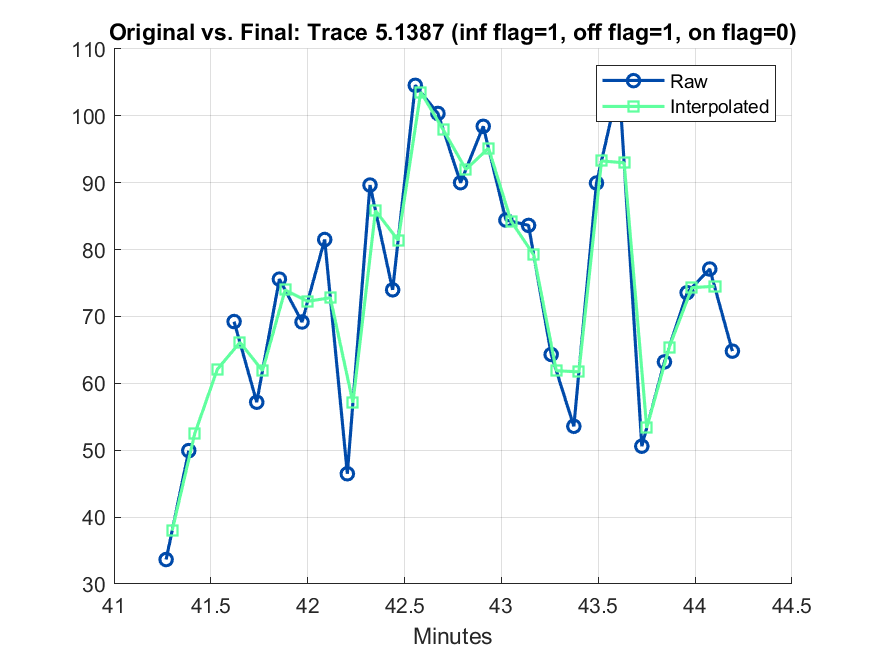 Original vs. Final: Trace 5.1387 (inf flag=1, off flag=1, on flag=0)
110
100
90
80
70
60
50
40
30
Raw
Interpolated
41 41.5 42 42.5 43 43.5 44 44.5
Minutes